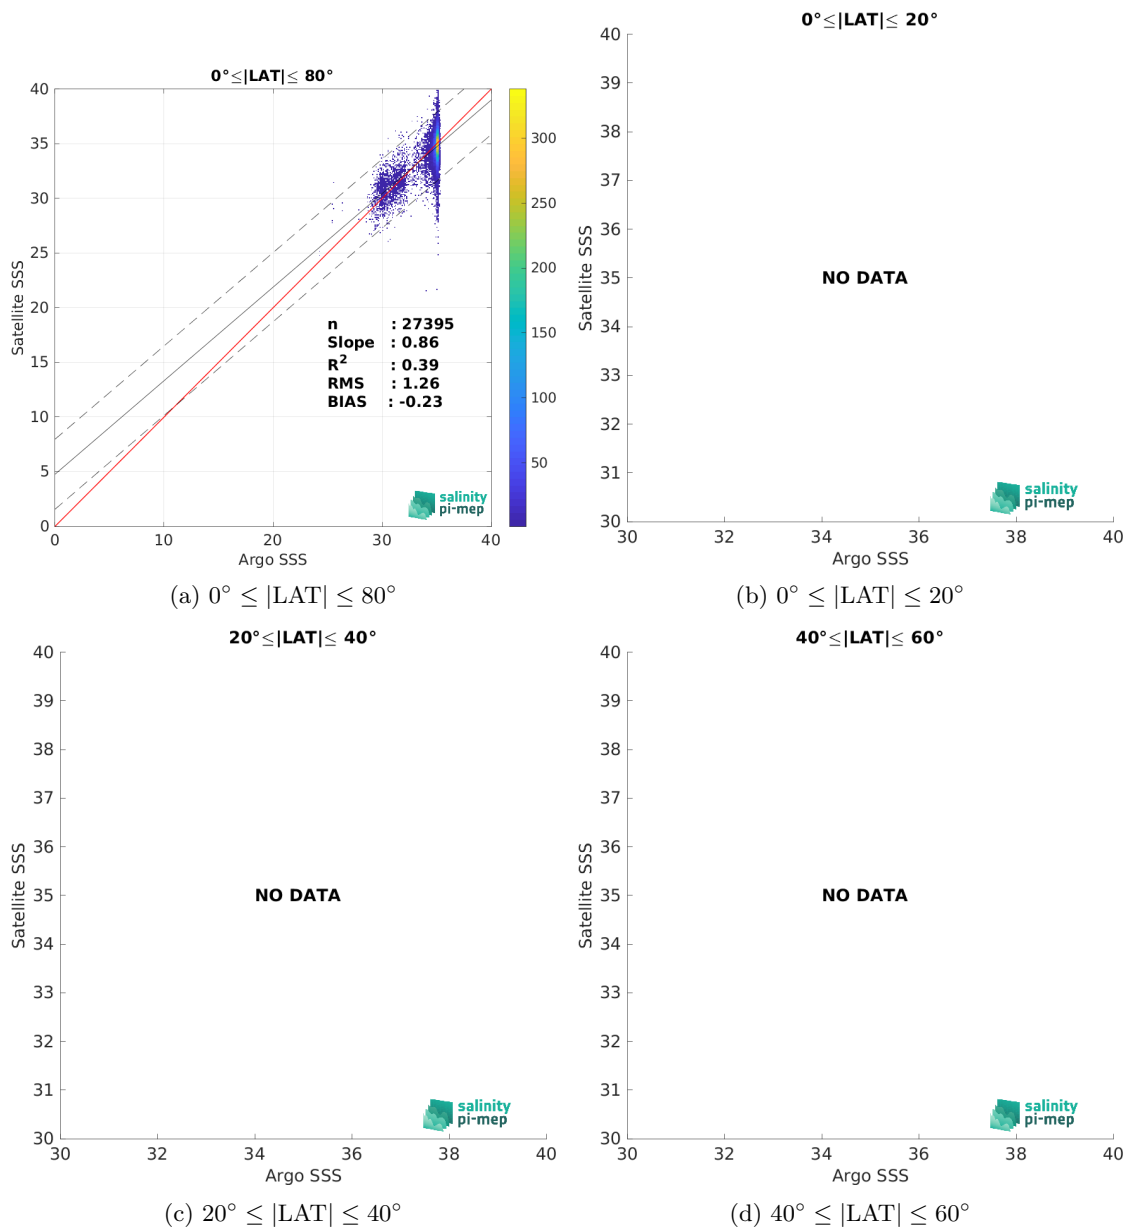 0°≤|LAT|≤ 80°
40
35
30
25
20
15
10
5
0
Satellite SSS
0
10
20
30
40
Argo SSS
300
250
200
150
100
50
n : 27395
Slope : 0.86
R² : 0.39
RMS : 1.26
BIAS : -0.23
salinity
pi-mep
(a) 0° ≤ |LAT| ≤ 80°
0°≤|LAT|≤ 20°
40
39
38
37
36
35
34
33
32
31
30
Satellite SSS
NO DATA
salinity
pi-mep
30
32
34
36
38
40
Argo SSS
(b) 0° ≤ |LAT| ≤ 20°
20°≤|LAT|≤ 40°
40
39
38
37
36
35
34
33
32
31
30
Satellite SSS
NO DATA
salinity
pi-mep
30
32
34
36
38
40
Argo SSS
(c) 20° ≤ |LAT| ≤ 40°
40°≤|LAT|≤ 60°
40
39
38
37
36
35
34
33
32
31
30
Satellite SSS
NO DATA
salinity
pi-mep
30
32
34
36
38
40
Argo SSS
(d) 40° ≤ |LAT| ≤ 60°